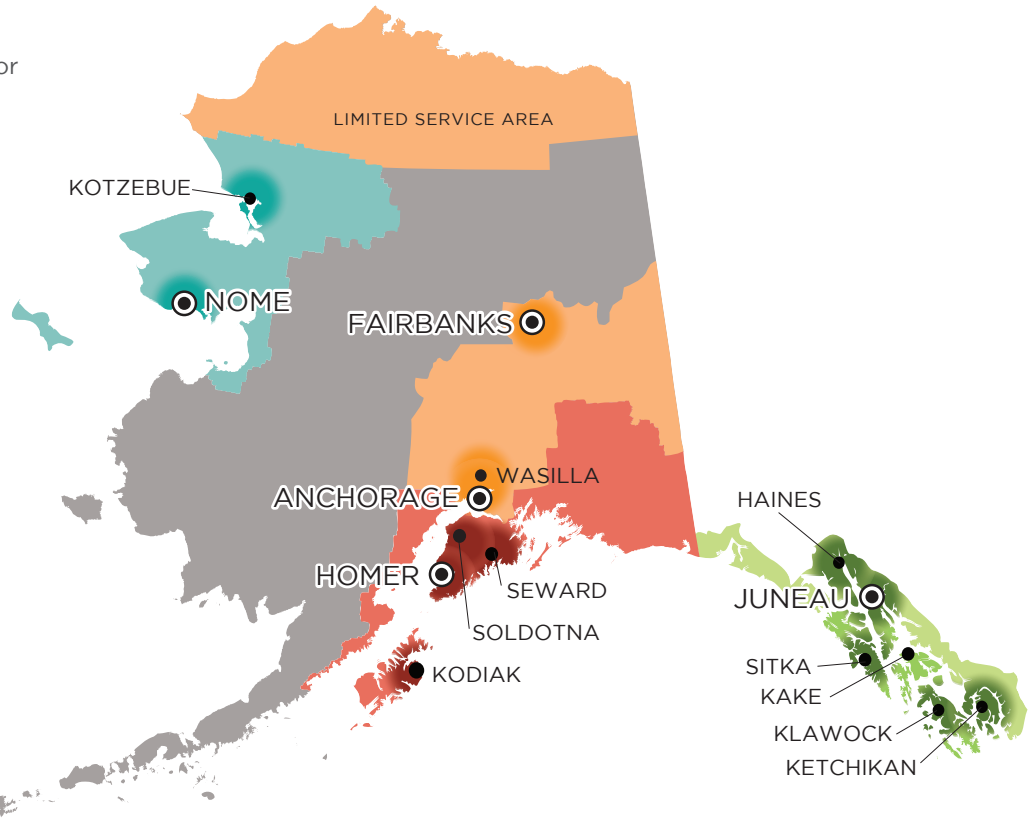 or
LIMITED SERVICE AREA
KOTZEBUE
NOME
FAIRBANKS
WASILLA
ANCHORAGE
HAINES
HOMER
SEWARD
JUNEAU
SOLDOTNA
SITKA
KODIAK
KAKE
KLAWOCK
KETCHIKAN